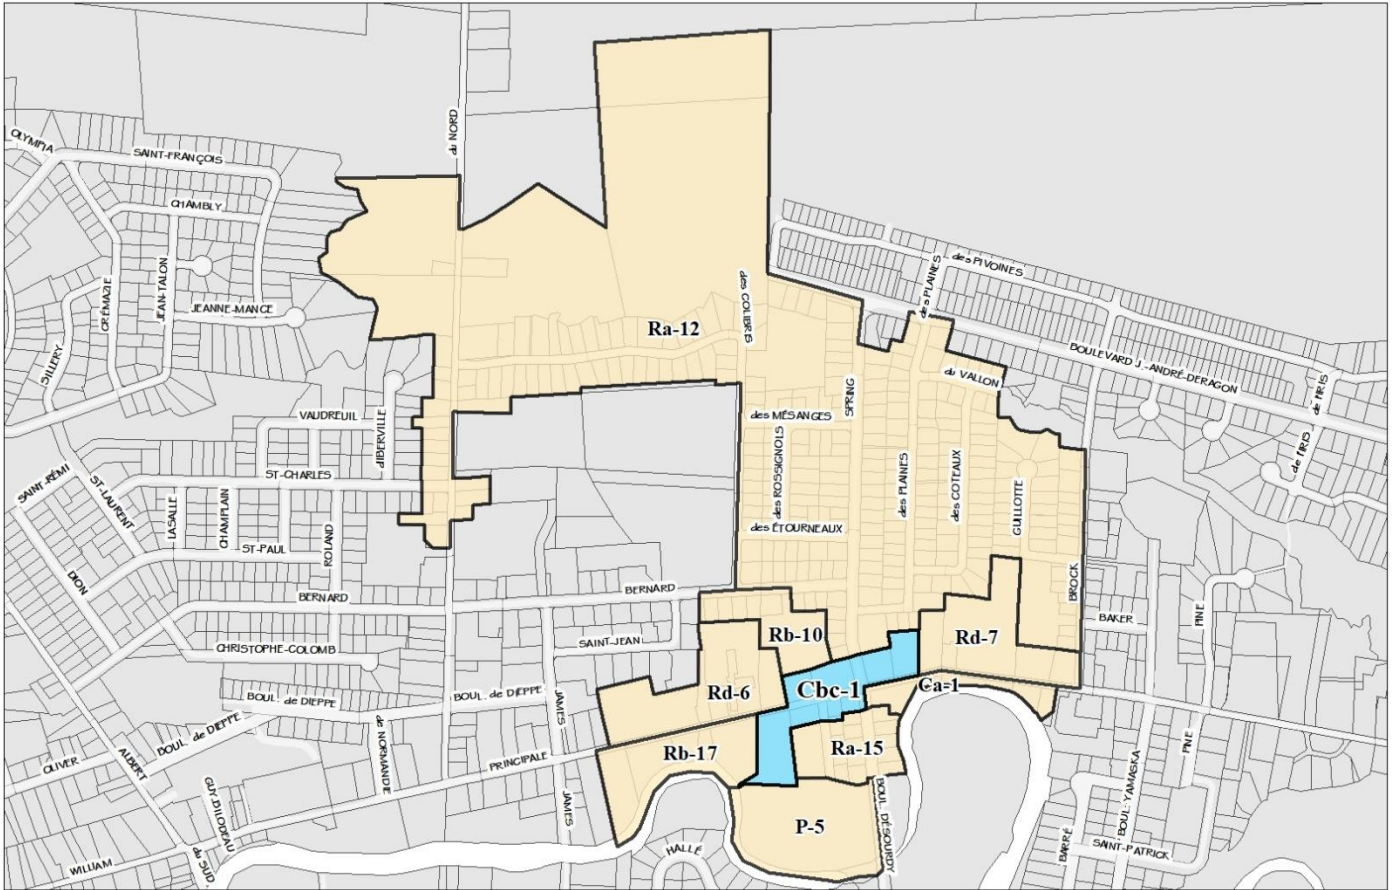 OLYMPIA
SAINT-FRANÇOIS
du NORD
CHAMBLY
CRÉMAZIE
JEAN-TALON
JEANNE-MANCE
SILLERY
des COLIBRIS
des PLAINES
des PIVOINES
Ra-12
BOULEVARD J.-ANDRÉ-DERAGON
du VALLON
de l'IRIS
de l'IRIS
VAUDREUIL
D'IBERVILLE
SPRING
des MÉSANGES
des ROSSIGNOLS
des PLAINES
des COTEAUX
GUILLOTTE
SAINT-RÉMI
ST-LAURENT
ST-CHARLES
LASALLE
CHAMPLAIN
ROLAND
ST-PAUL
des ÉTOURNEAUX
DION
BERNARD
BERNARD
BROCK
BAKER
PINE
PINE
CHRISTOPHE-COLOMB
SAINT-JEAN
Rb-10
Rd-7
Rd-6
Cbc-1
Ca-1
BOUL. de DIEPPE
BOUL. de DIEPPE
BOUL. de DIEPPE
de NORMANDIE
JAMES
JAMES
OLIVER
ALBERT
PRINCIPALE
Rb-17
Ra-15
PINE
BOUL. YAMASKA
GUY-BILODEAU
BOUL. DÉSOURDY
P-5
WILLIAM
du SUD
HALLÉ
BARRÉ
SAINT-PATRICK